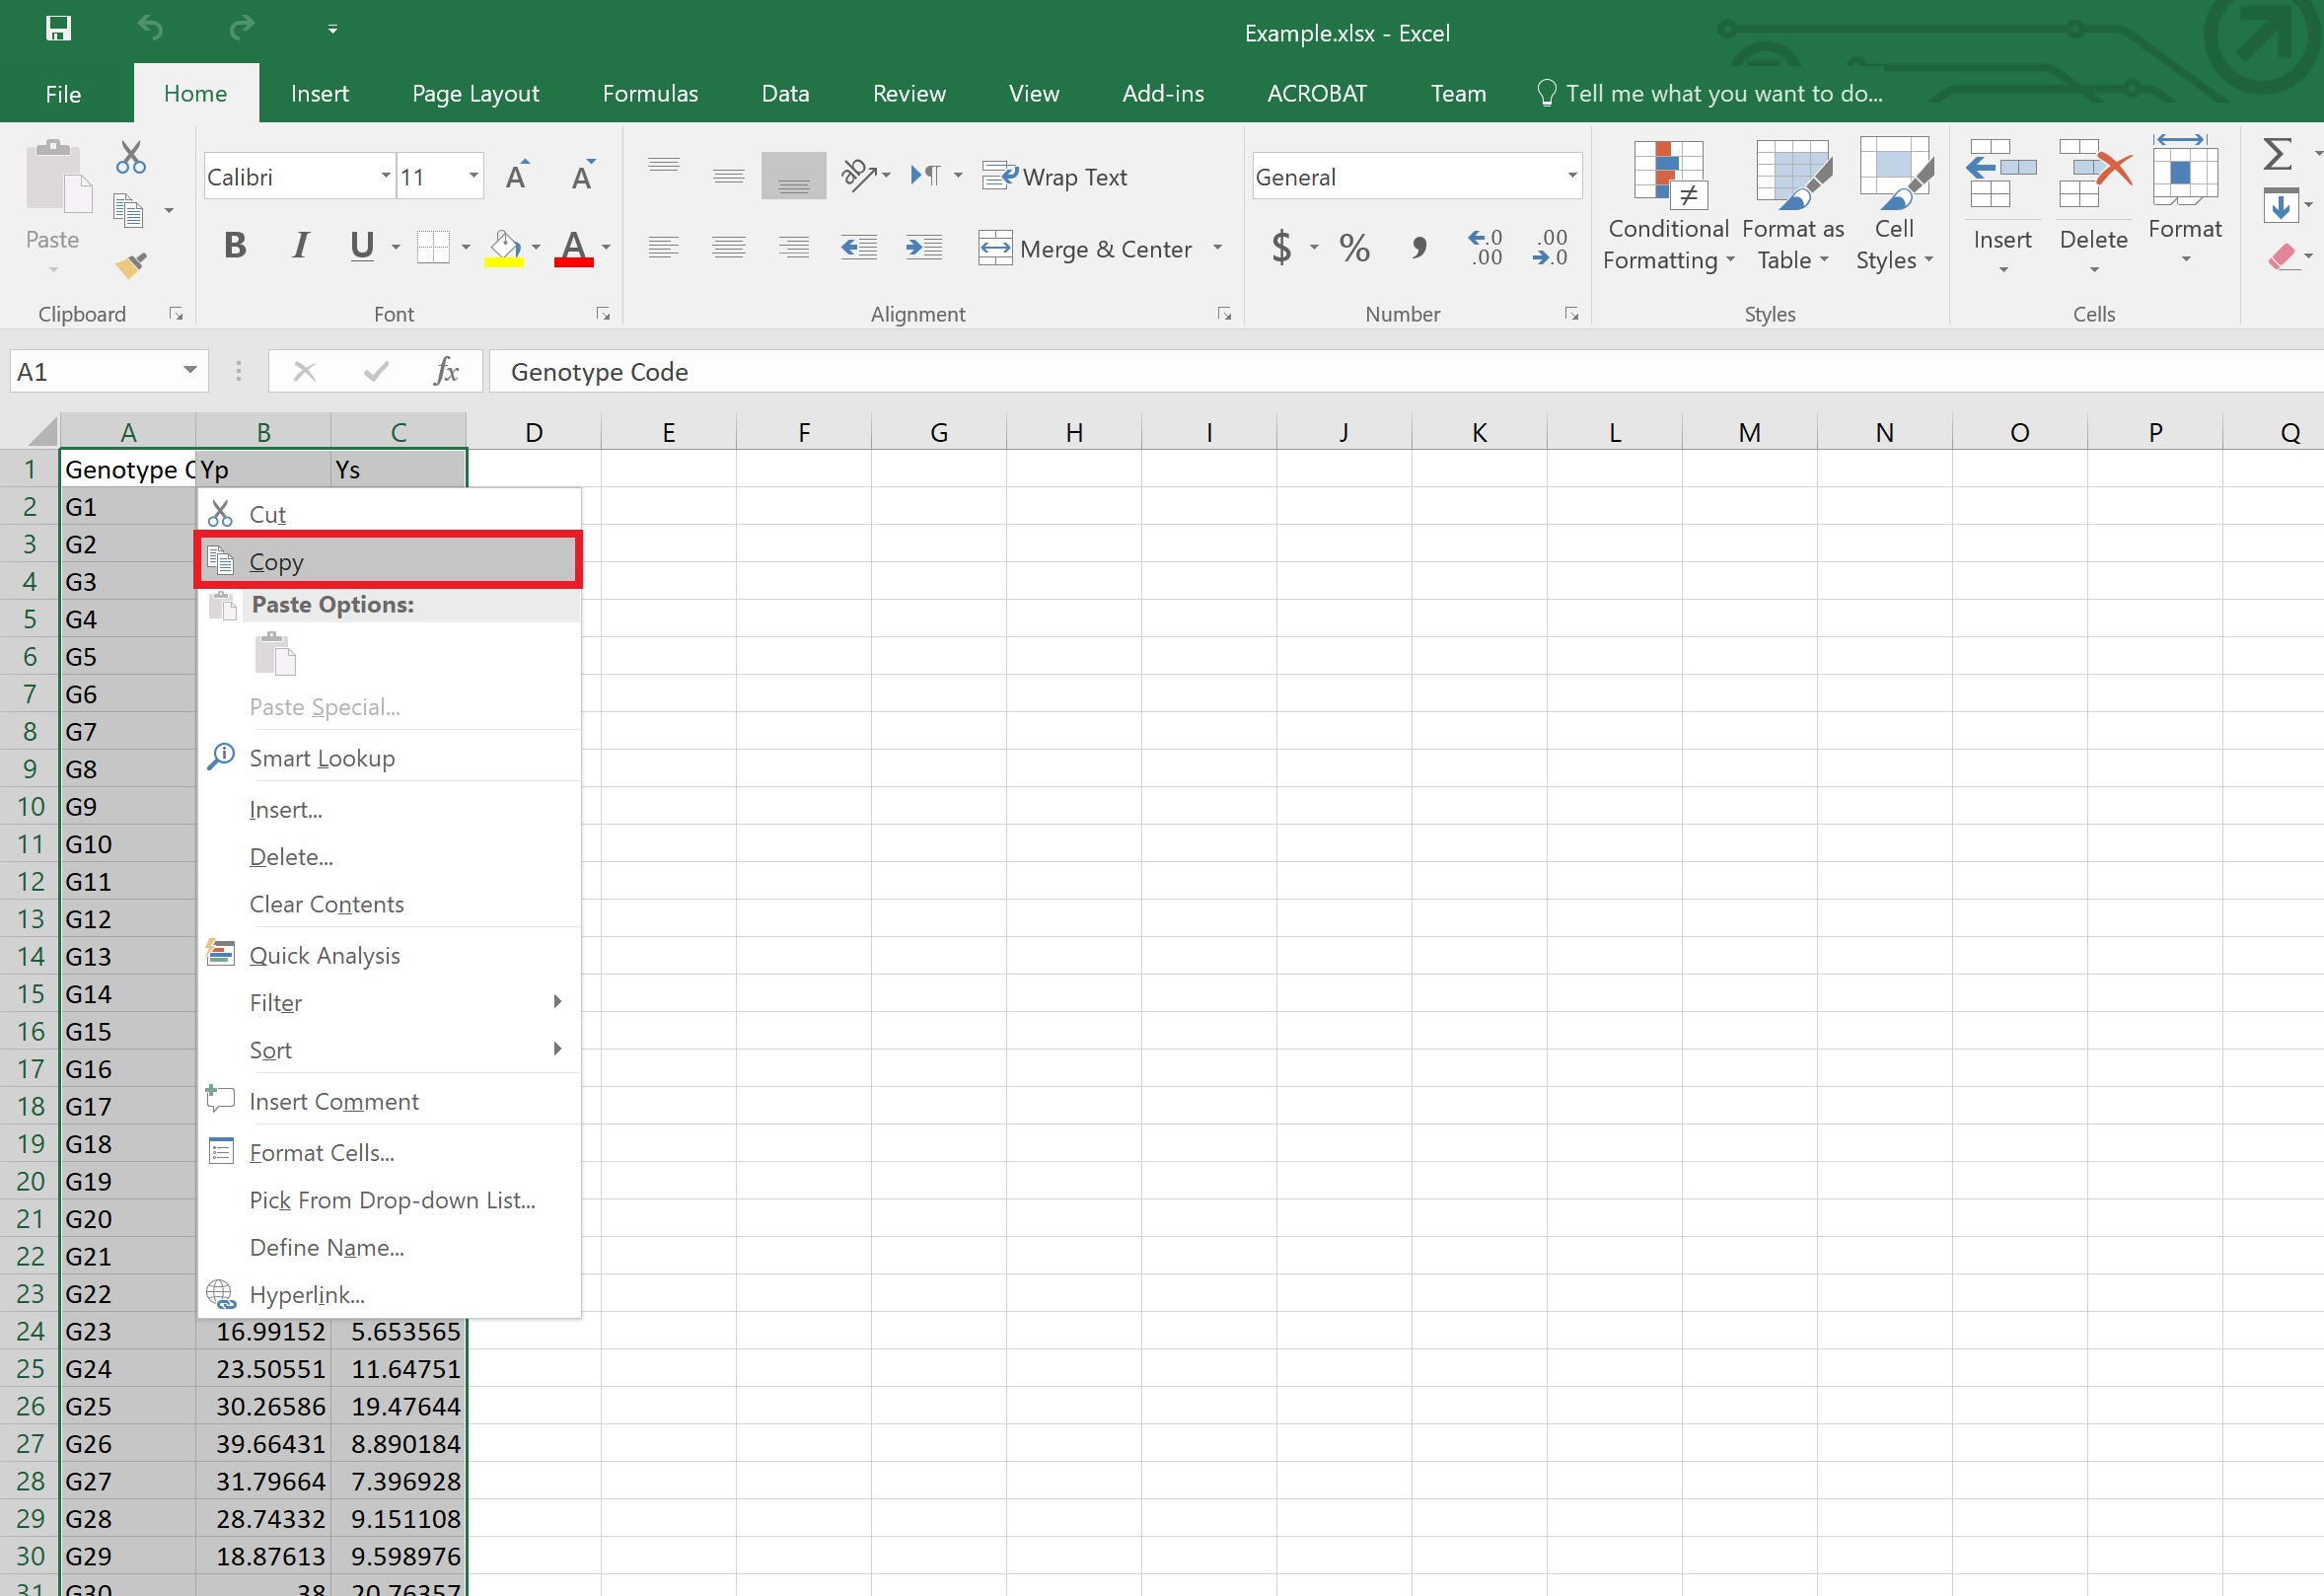 Example.xlsx - Excel
File Home Insert Page Layout Formulas Data Review View Add-ins ACROBAT Team Tell me what you want to do...
Calibri 11 A A Wrap Text General
Paste B I U A Merge & Center $ % , .0 .00 .00 .0 Conditional Formatting Format as Table Cell Styles Insert Delete Format
Clipboard Font Alignment Number Styles Cells
A1 fx Genotype Code
A B C D E F G H I J K L M N O P Q
1 Genotype C Yp Ys
2 G1
Cut
3 G2
Copy
4 G3
Paste Options:
5 G4
6 G5
7 G6
Paste Special...
8 G7
Smart Lookup
9 G8
10 G9
Insert...
11 G10
Delete...
12 G11
Clear Contents
13 G12
14 G13
Quick Analysis
15 G14
Filter
16 G15
Sort
17 G16
18 G17
Insert Comment
19 G18
Format Cells...
20 G19
Pick From Drop-down List...
21 G20
22 G21
Define Name...
23 G22
Hyperlink...
24 G23 16.99152 5.653565
25 G24 23.50551 11.64751
26 G25 30.26586 19.47644
27 G26 39.66431 8.890184
28 G27 31.79664 7.396928
29 G28 28.74332 9.151108
30 G29 18.87613 9.598976
31 G30 38 20.76357